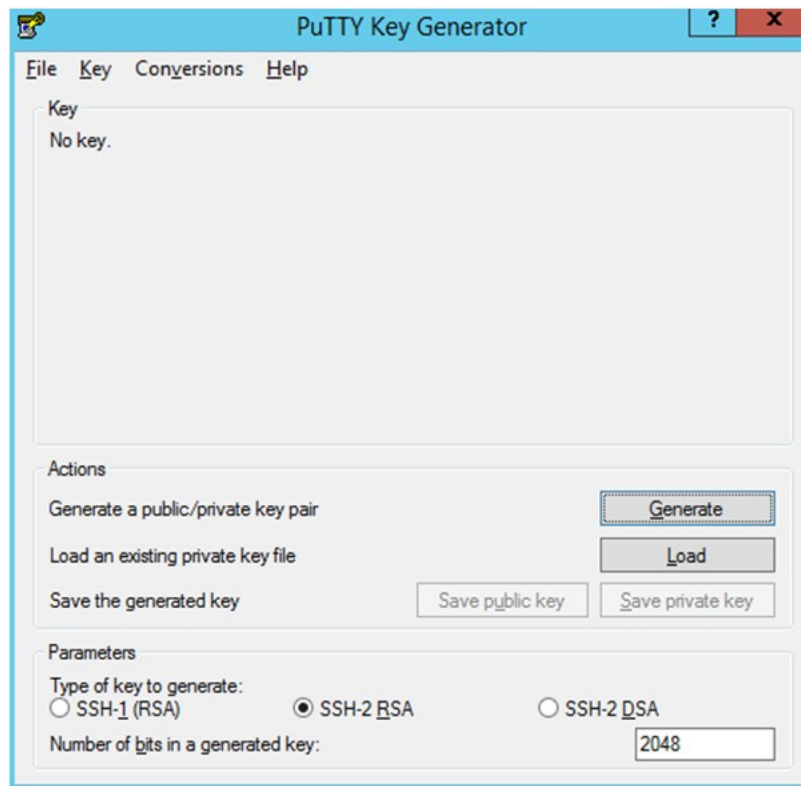 PuTTY Key Generator
? x
File Key Conversions Help
Key
No key.
Actions
Generate a public/private key pair Generate
Load an existing private key file Load
Save the generated key Save public key Save private key
Parameters
Type of key to generate:
SSH-1 (RSA) SSH-2 RSA SSH-2 DSA
Number of bits in a generated key: 2048